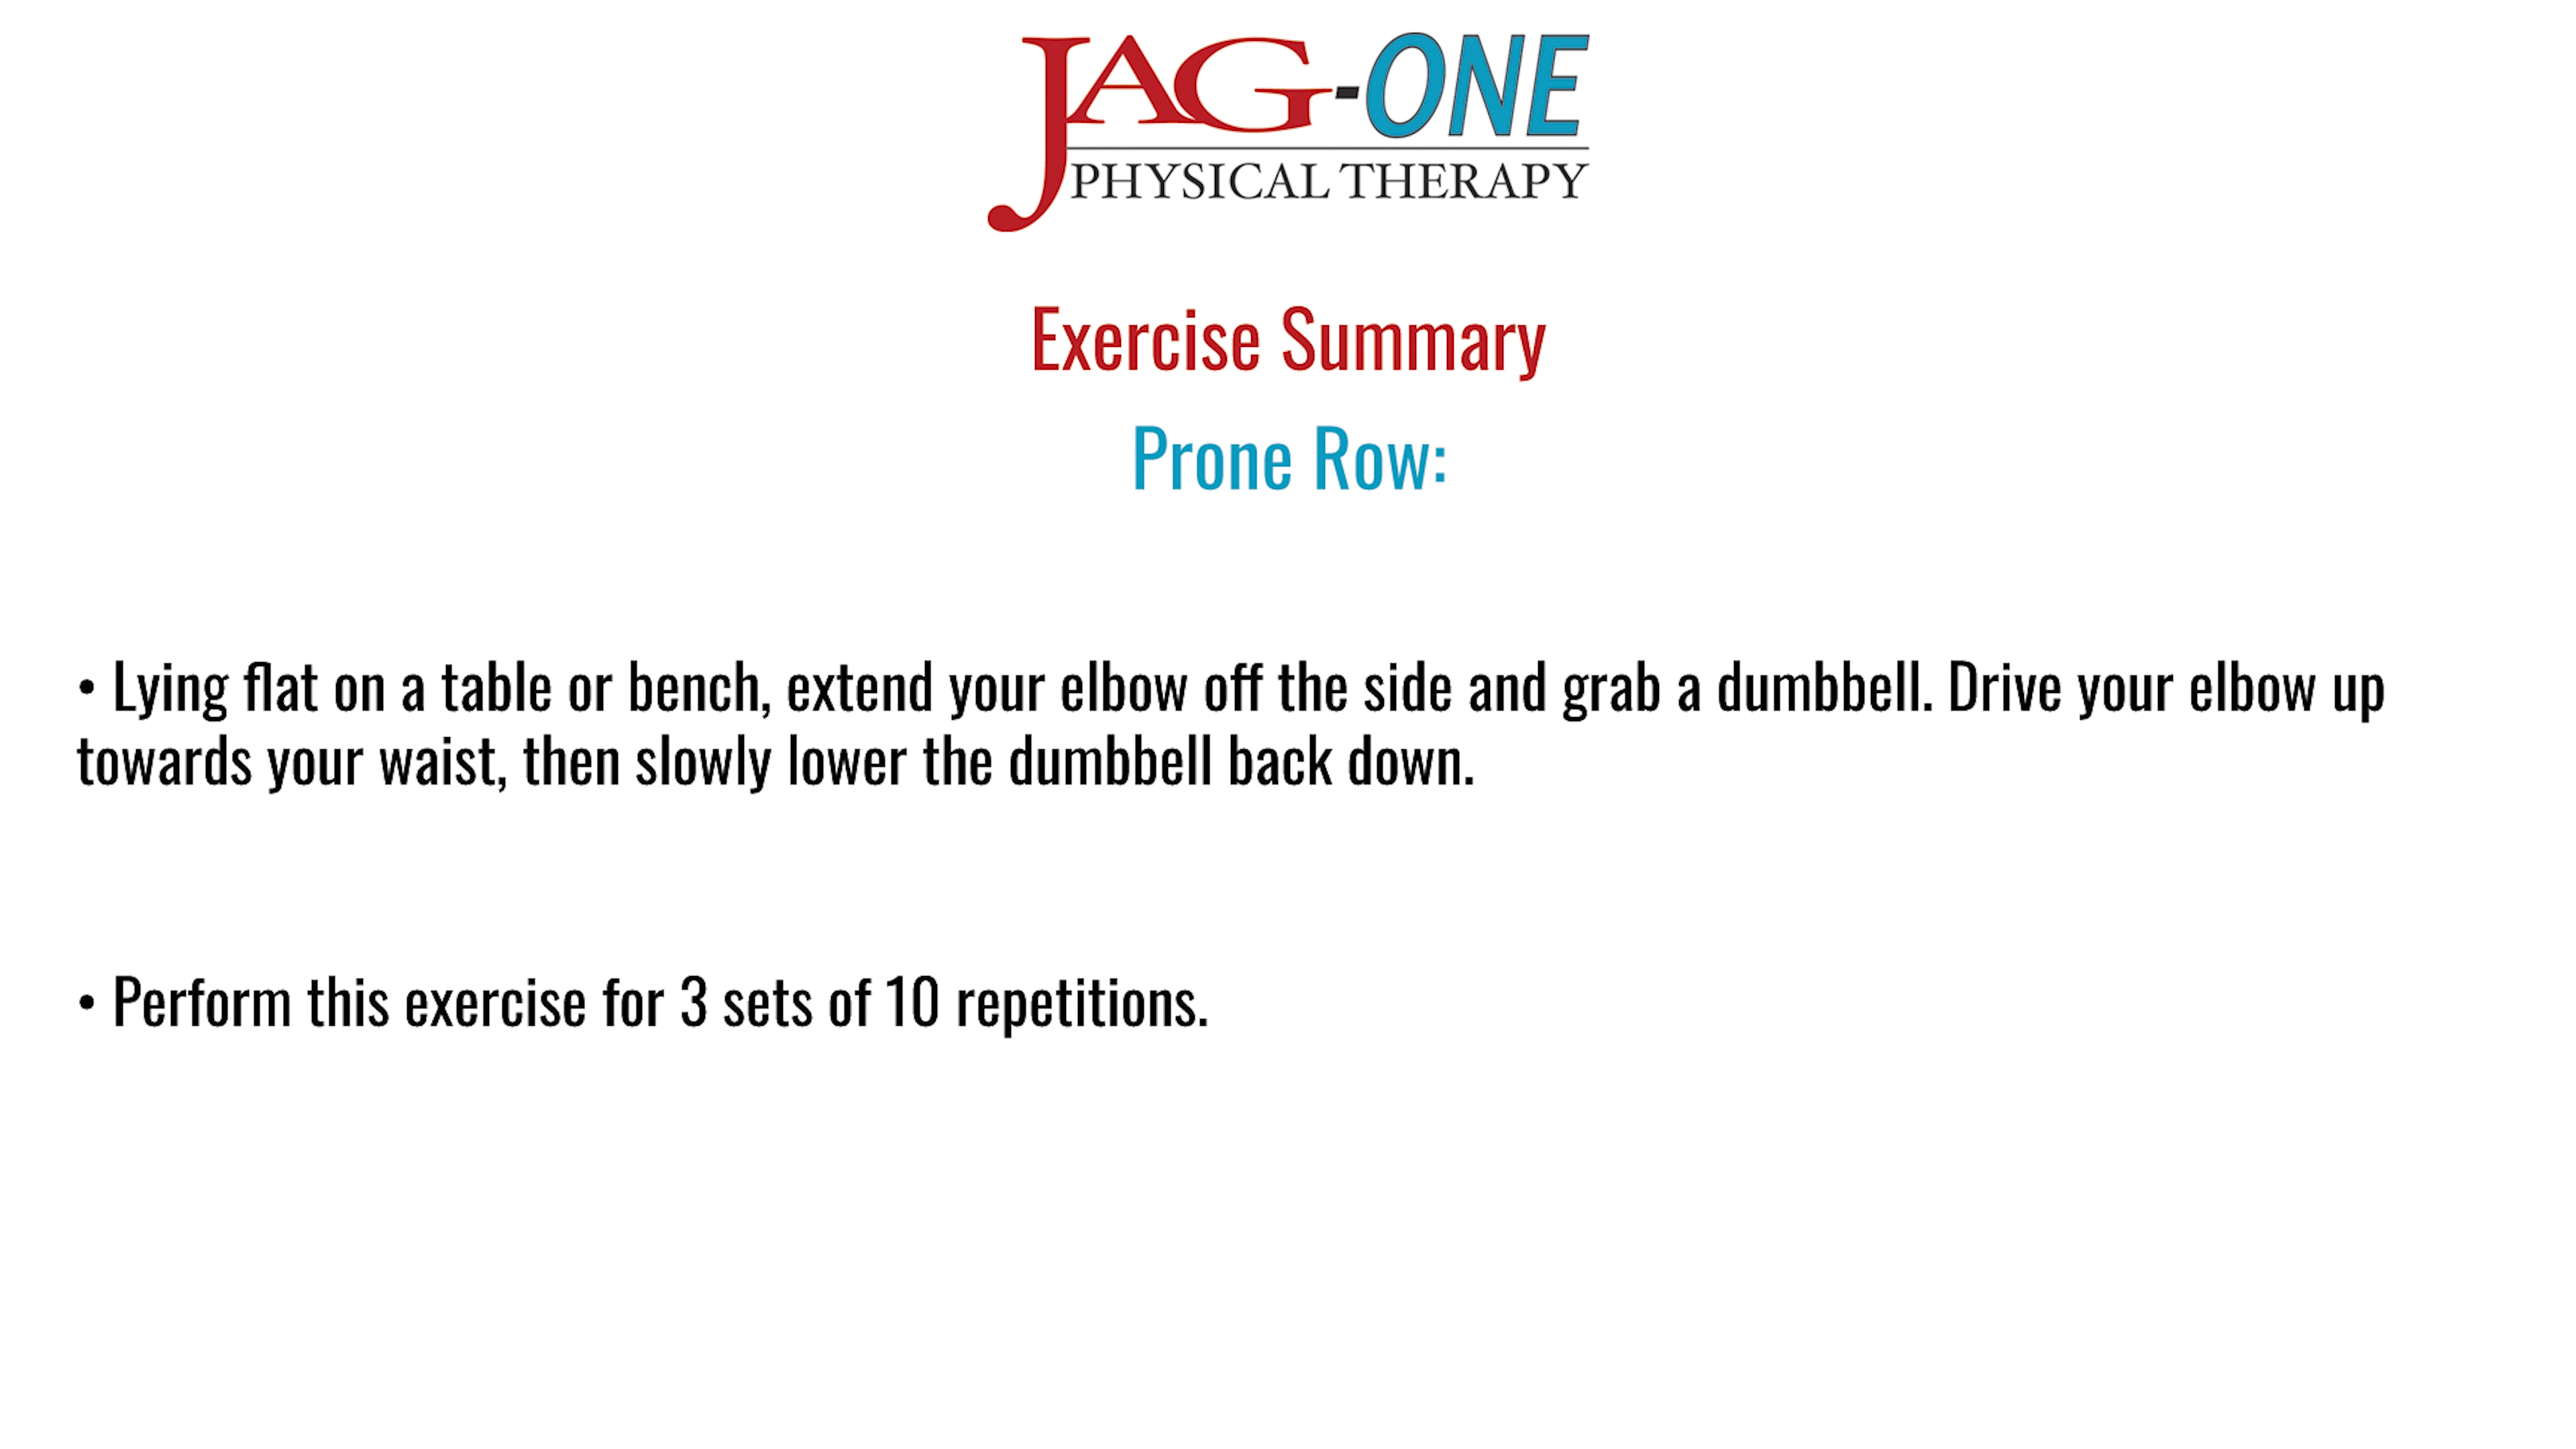 JAG-ONE
PHYSICAL THERAPY
Exercise Summary
Prone Row:
• Lying flat on a table or bench, extend your elbow off the side and grab a dumbbell. Drive your elbow up
towards your waist, then slowly lower the dumbbell back down.
• Perform this exercise for 3 sets of 10 repetitions.